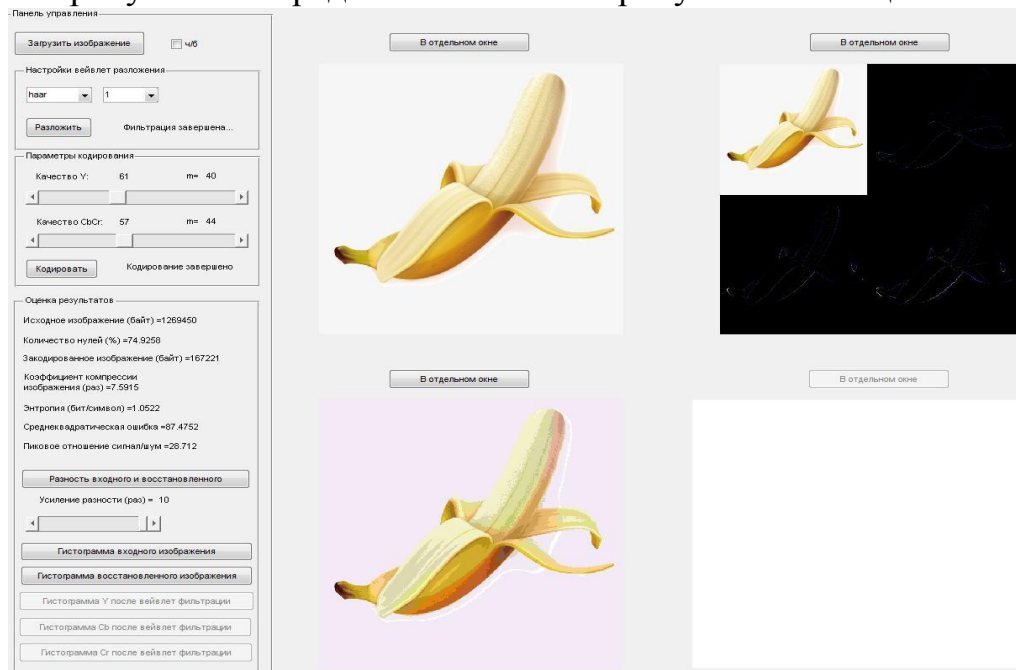 Панель управления
Загрузить изображение
ч/б
Настройки вейвлет разложения
haar
1
Разложить
Фильтрация завершена...
Параметры кодирования
Качество Y: 61 m= 40
Качество CbCr: 57 m= 44
Кодировать
Кодирование завершено
Оценка результатов
Исходное изображение (байт) =1269450
Количество нулей (%) =74.9258
Закодированное изображение (байт) =167221
Коэффициент компрессии
изображения (раз) =7.5915
Энтропия (бит/символ) =1.0522
Среднеквадратическая ошибка =87.4752
Пиковое отношение сигнал/шум =28.712
Разность входного и восстановленного
Усиление разности (раз) = 10
Гистограмма входного изображения
Гистограмма восстановленного изображения
Гистограмма Y после вейвлет фильтрации
Гистограмма Cb после вейвлет фильтрации
Гистограмма Cr после вейвлет фильтрации
В отдельном окне
В отдельном окне
В отдельном окне
В отдельном окне